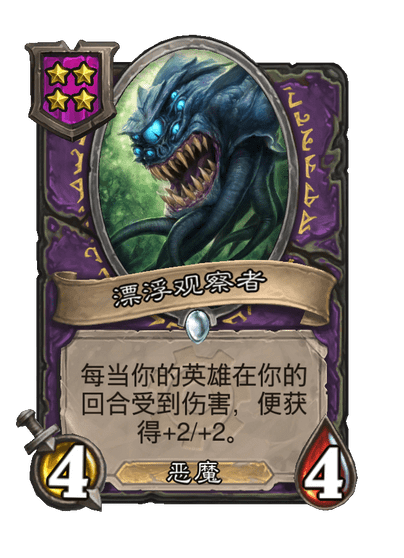 漂浮观察者
每当你的英雄在你的
回合受到伤害，便获
得+2/+2。
4
恶魔
4